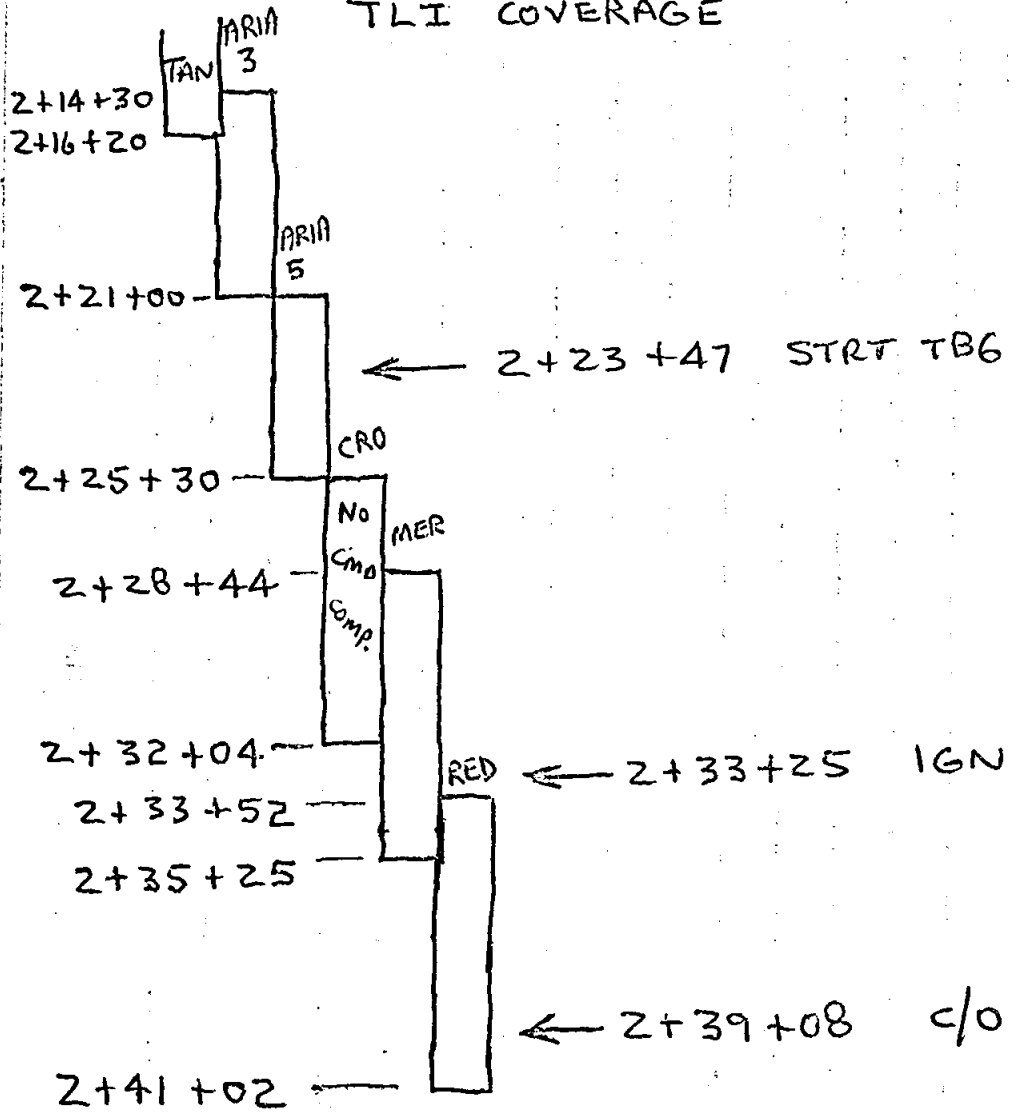 TLI COVERAGE
ARIA
3
TAN
2+14+30
2+16+20
ARIA
5
2+21+00
2+23+47 STRT TB6
CRO
2+25+30
NO
CMD
COMP.
MER
2+28+44
2+32+04
RED
2+33+25 IGN
2+33+52
2+35+25
2+39+08 C/O
2+41+02